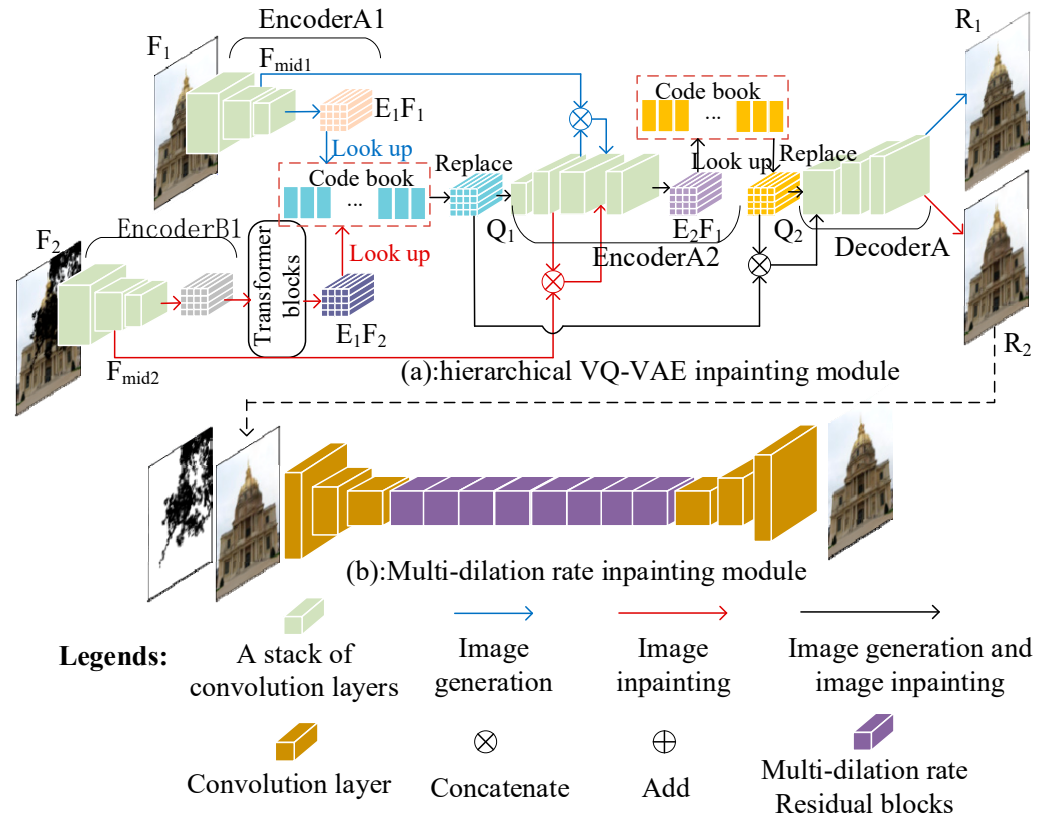 EncoderA1
F1
Fmid1
R1
Code book
...
E1F1
Look up
Look up
Replace
Code book
...
Replace
Q1
E2F1
Q2
EncoderA2
DecoderA
F2
EncoderB1
Transformer
blocks
Look up
E1F2
Fmid2
R2
(a):hierarchical VQ-VAE inpainting module
(b):Multi-dilation rate inpainting module
Legends:
A stack of
convolution layers
Image
generation
Image
inpainting
Image generation and
image inpainting
Convolution layer
Concatenate
Add
Multi-dilation rate
Residual blocks